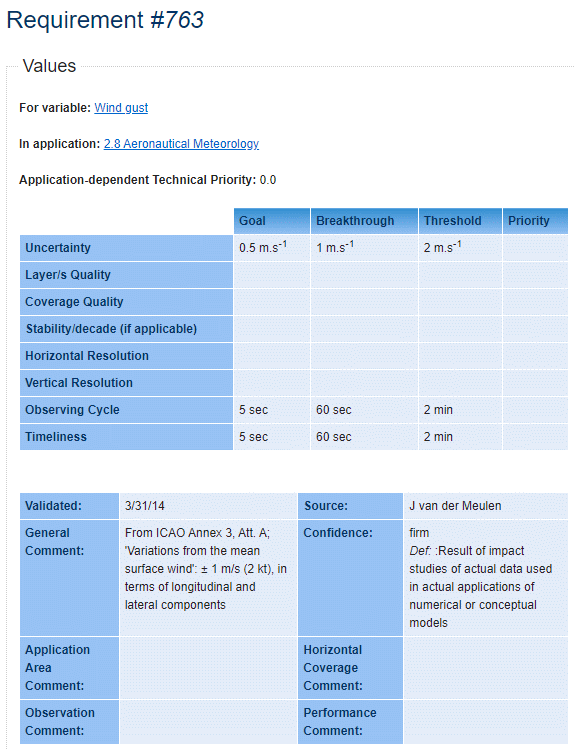 Requirement #763
Values
For variable: Wind gust
In application: 2.8 Aeronautical Meteorology
Application-dependent Technical Priority: 0.0
Goal Breakthrough Threshold Priority
Uncertainty 0.5 m.s-1 1 m.s-1 2 m.s-1
Layer/s Quality
Coverage Quality
Stability/decade (if applicable)
Horizontal Resolution
Vertical Resolution
Observing Cycle 5 sec 60 sec 2 min
Timeliness 5 sec 60 sec 2 min
Validated: 3/31/14 Source: J van der Meulen
General
Comment:
From ICAO Annex 3, Att. A;
'Variations from the mean
surface wind': ± 1 m/s (2 kt), in
terms of longitudinal and
lateral components
Confidence:
firm
Def: :Result of impact
studies of actual data used
in actual applications of
numerical or conceptual
models
Application
Area
Comment:
Horizontal
Coverage
Comment:
Observation
Comment:
Performance
Comment: